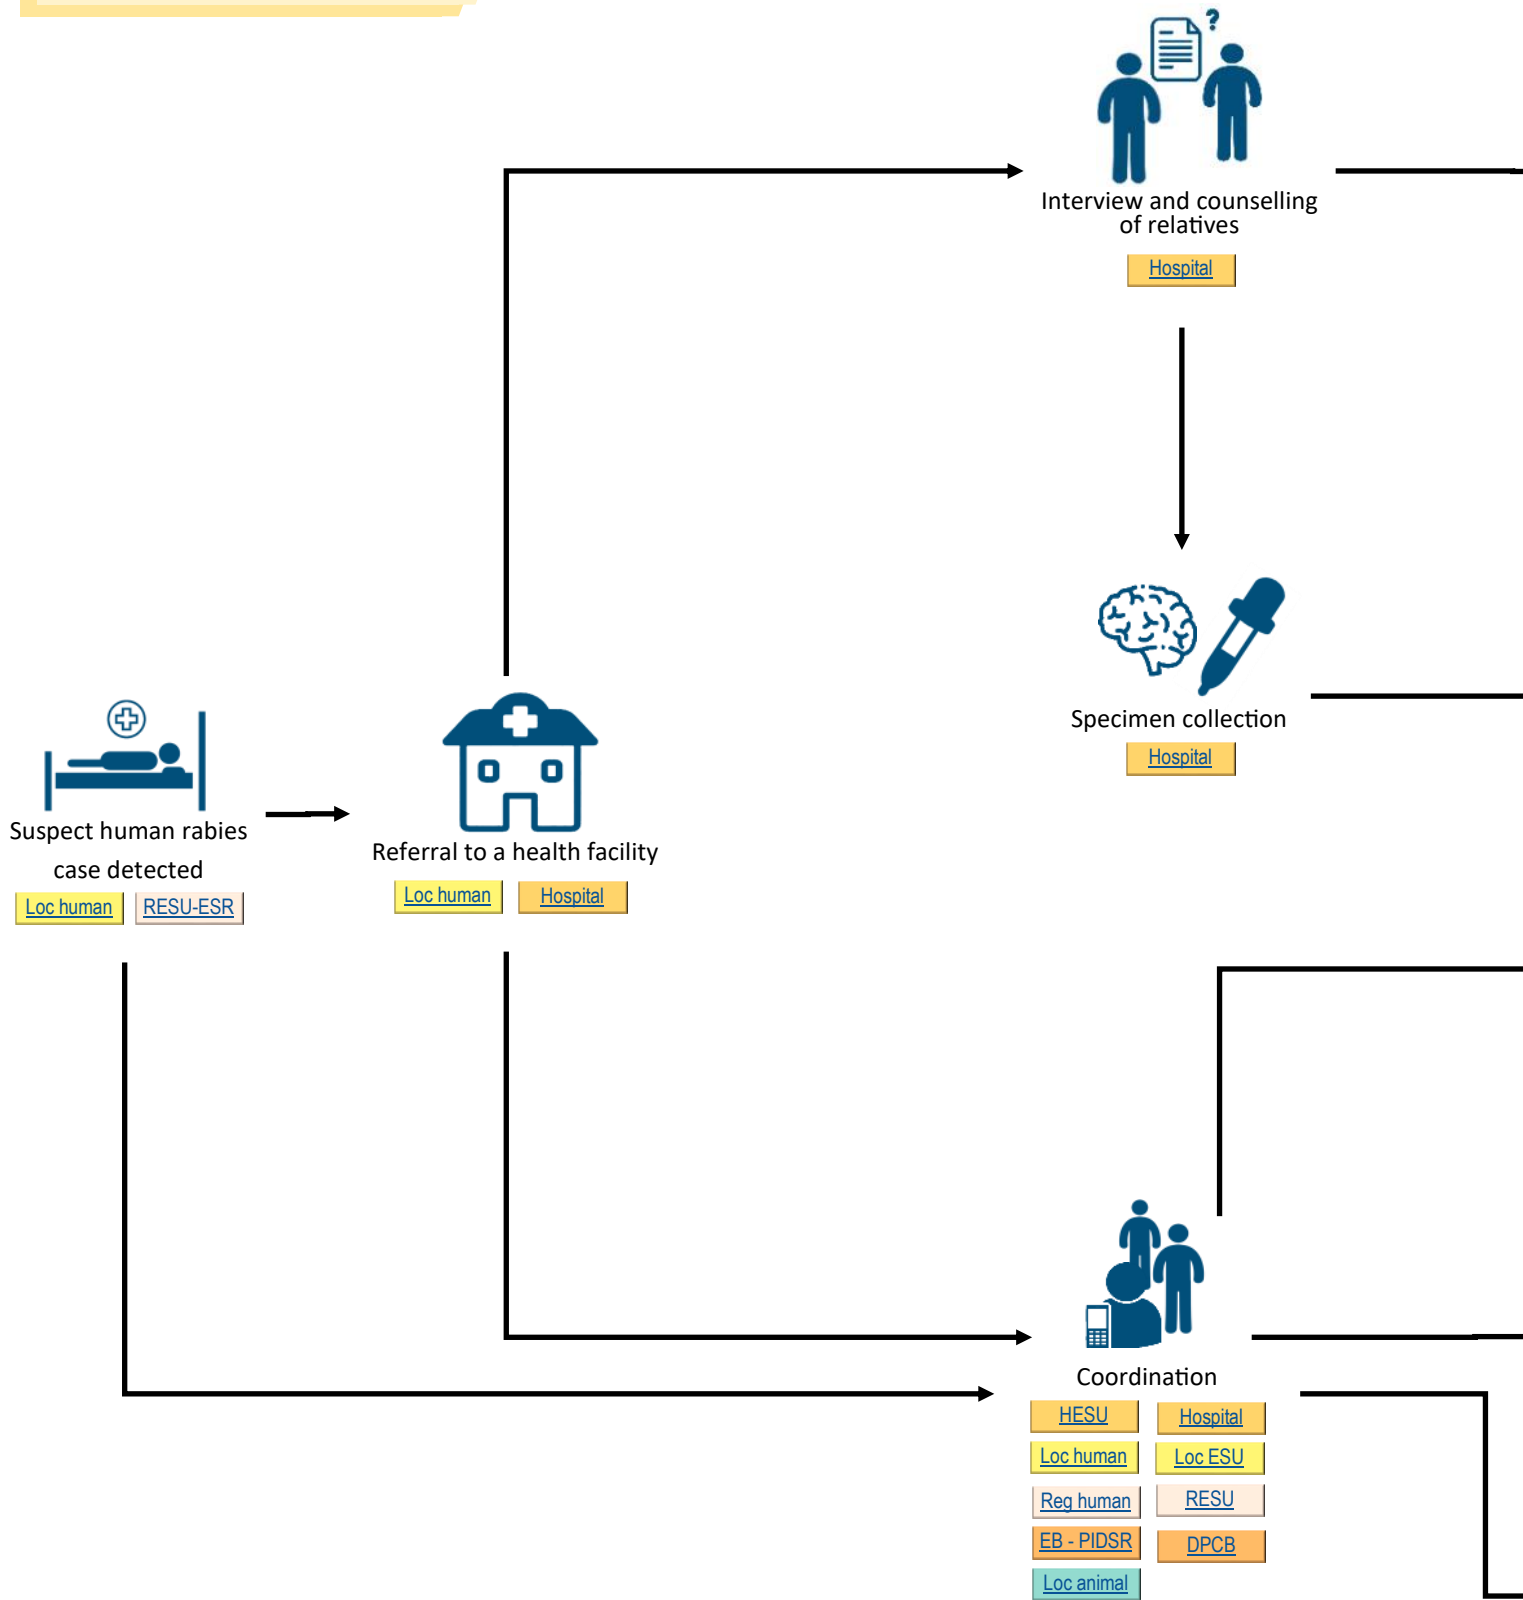 ?
Interview and counselling
of relatives
Hospital
Specimen collection
Hospital
Suspect human rabies
case detected
Loc human RESU-ESR
Referral to a health facility
Loc human Hospital
Coordination
HESU Hospital
Loc human Loc ESU
Reg human RESU
EB - PIDSR DPCB
Loc animal